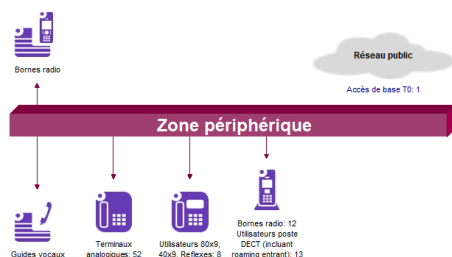 Bornes radio
Réseau public
Accès de base T0: 1
Zone périphérique
Guides vocaux
Terminaux
analogiques: 52
Utilisateurs 80x9,
40x9. Reflexes: 8
Bornes radio: 12
Utilisateurs poste
DECT (incluant
roaming entrant): 13